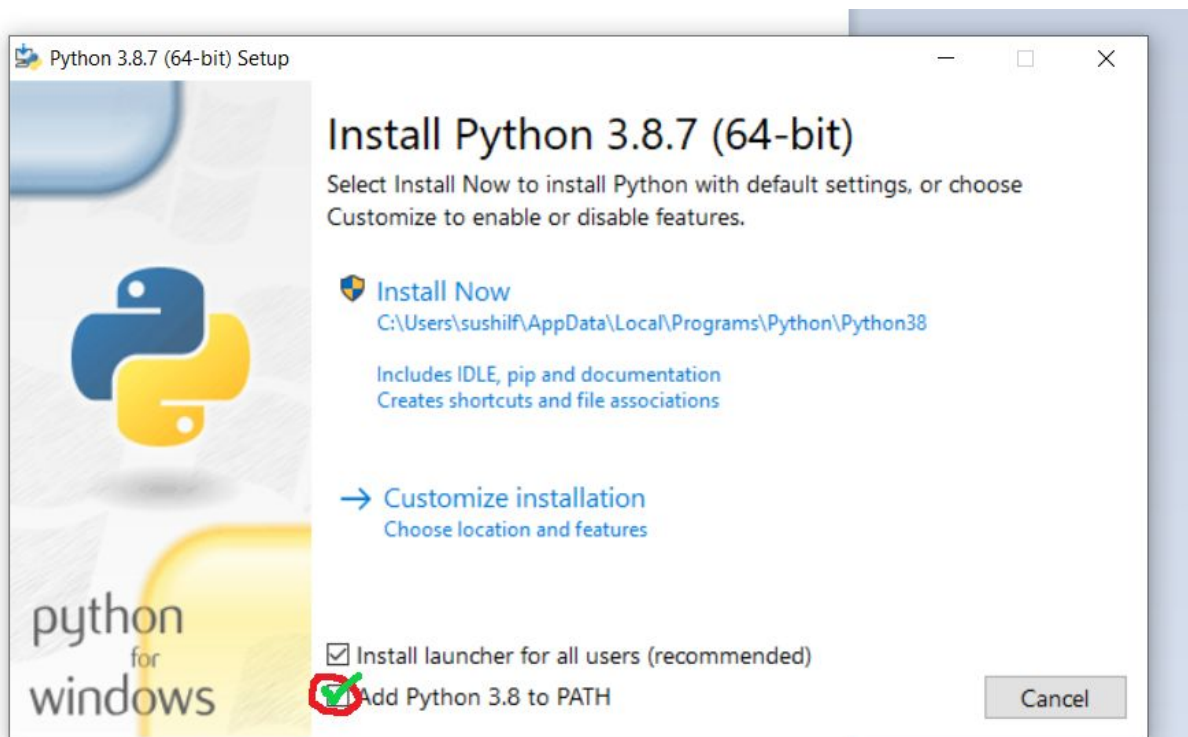 Python 3.8.7 (64-bit) Setup
Install Python 3.8.7 (64-bit)
Select Install Now to install Python with default settings, or choose
Customize to enable or disable features.
Install Now
C:\Users\sushilf\AppData\Local\Programs\Python\Python38
Includes IDLE, pip and documentation
Creates shortcuts and file associations
Customize installation
Choose location and features
python
for
windows
Install launcher for all users (recommended)
Add Python 3.8 to PATH
Cancel